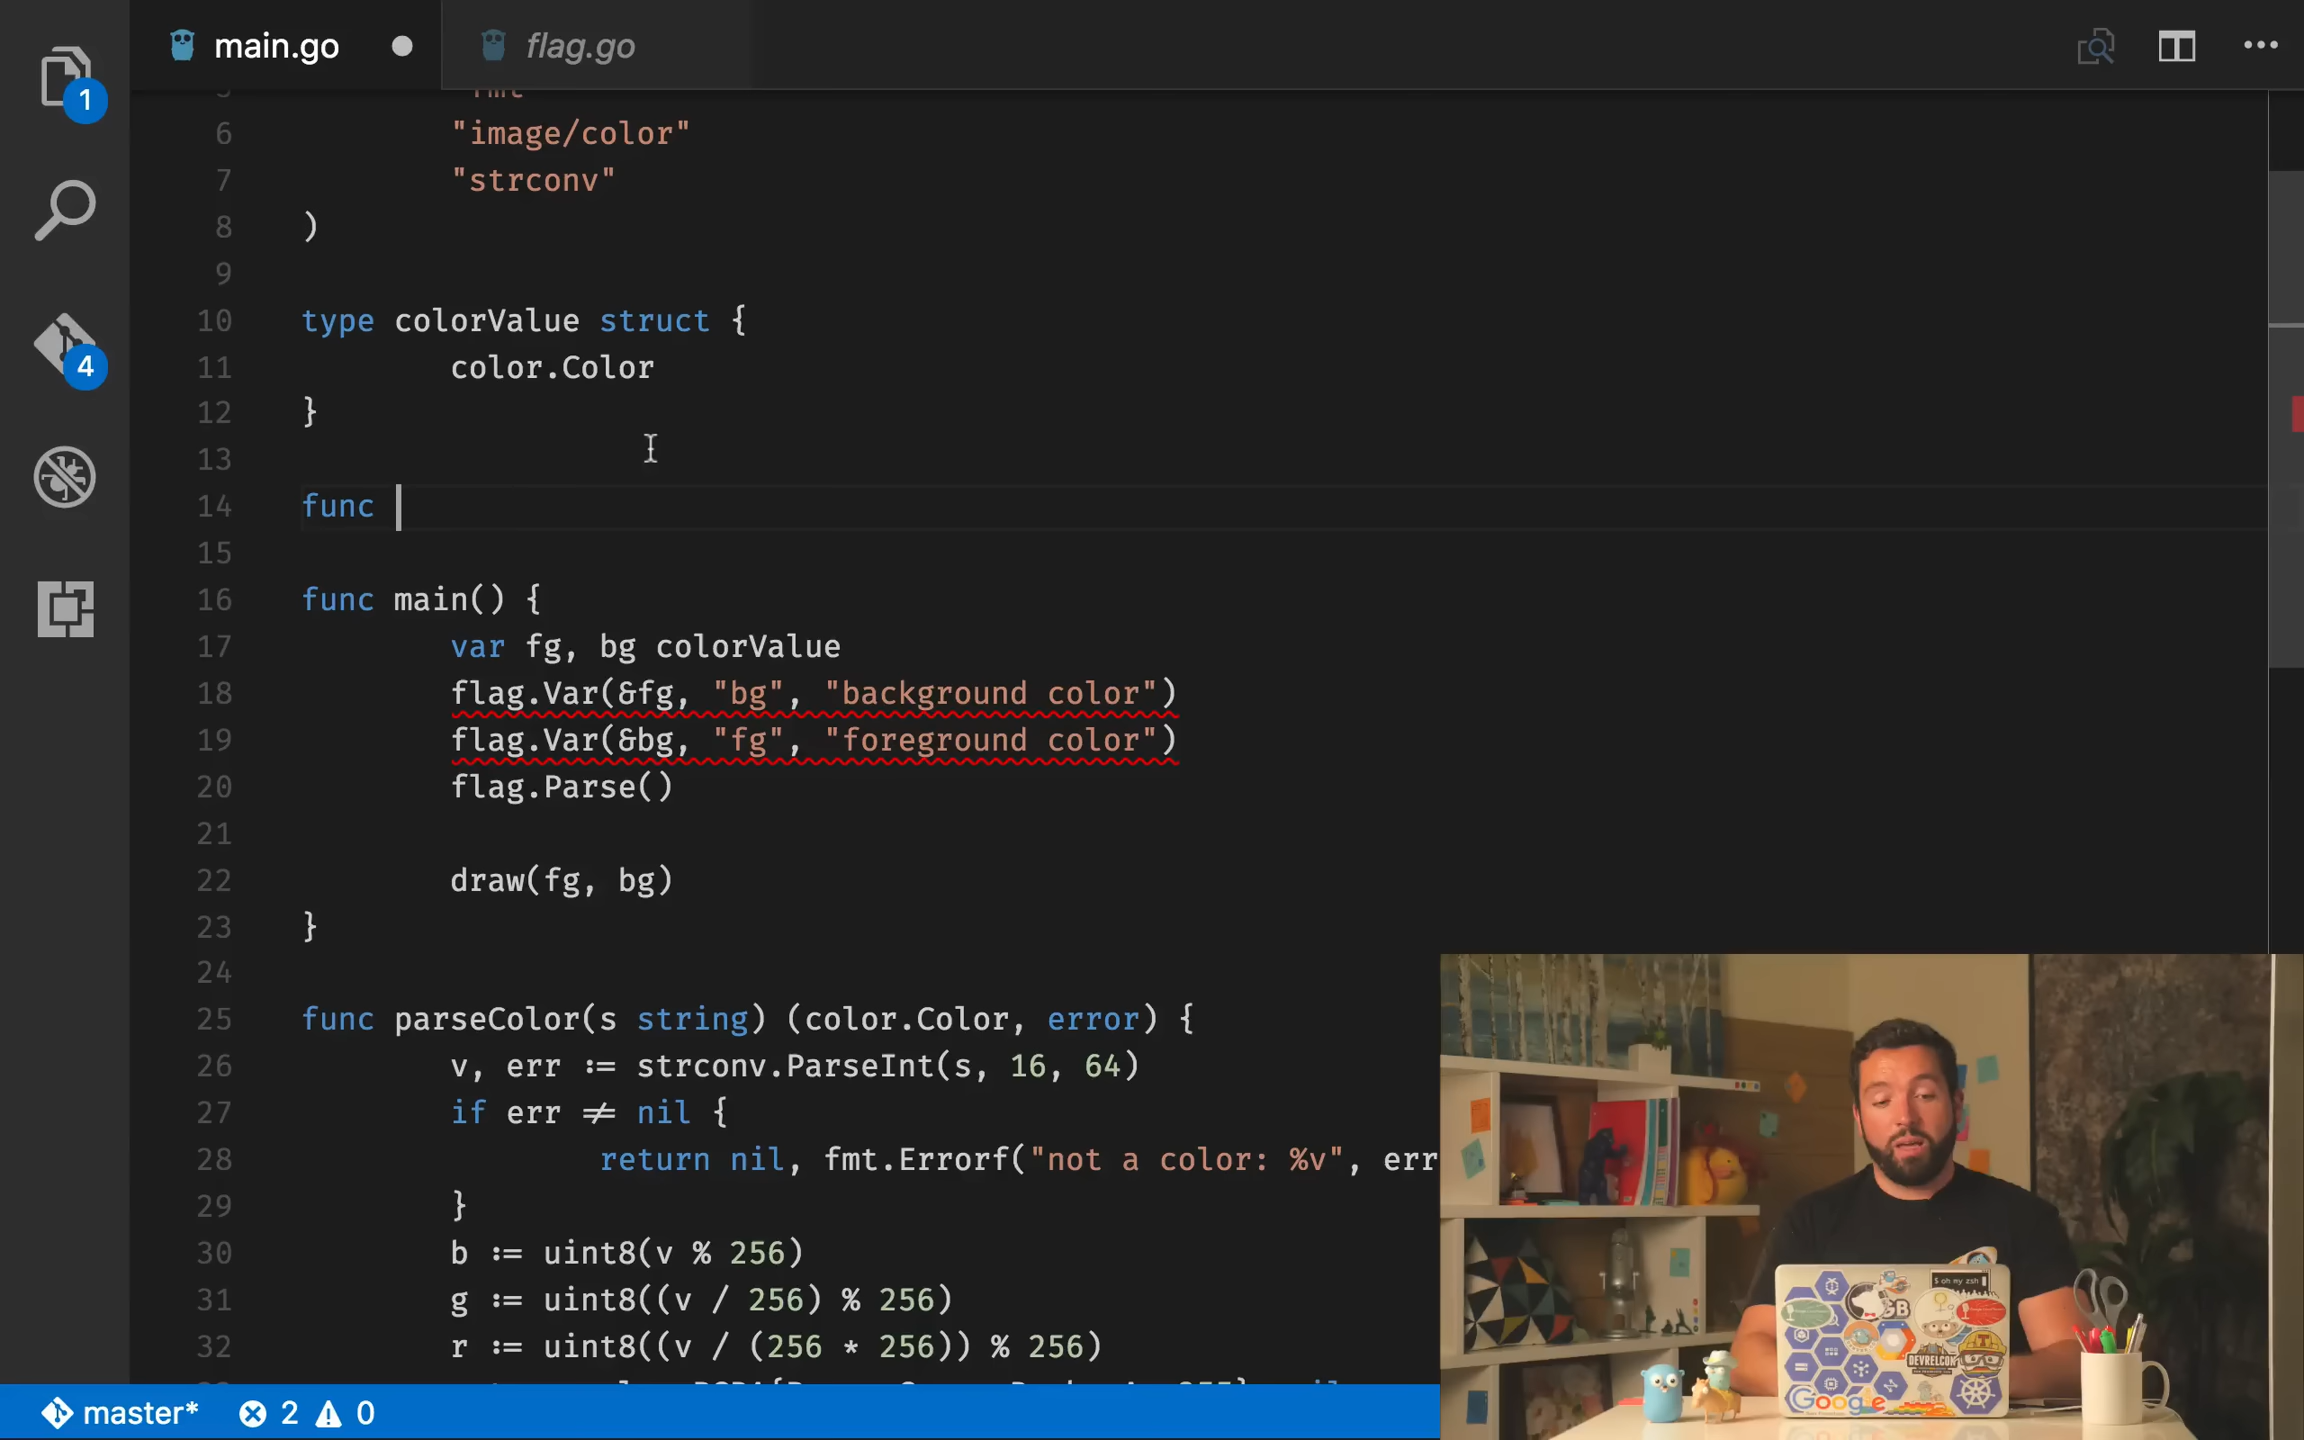 main.go
flag.go
1
6 "image/color"
7 "strconv"
8 )
9
10 type colorValue struct {
11 color.Color
12 }
13
14 func
15
16 func main() {
17 var fg, bg colorValue
18 flag.Var(&fg, "bg", "background color")
19 flag.Var(&bg, "fg", "foreground color")
20 flag.Parse()
21
22 draw(fg, bg)
23 }
24
25 func parseColor(s string) (color.Color, error) {
26 v, err := strconv.ParseInt(s, 16, 64)
27 if err ≠ nil {
28 return nil, fmt.Errorf("not a color: %v", err
29 }
30 b := uint8(v % 256)
31 g := uint8((v / 256) % 256)
32 r := uint8((v / (256 * 256)) % 256)
4
master* 2 0
$ oh my zsh
DEVRELCON
Google